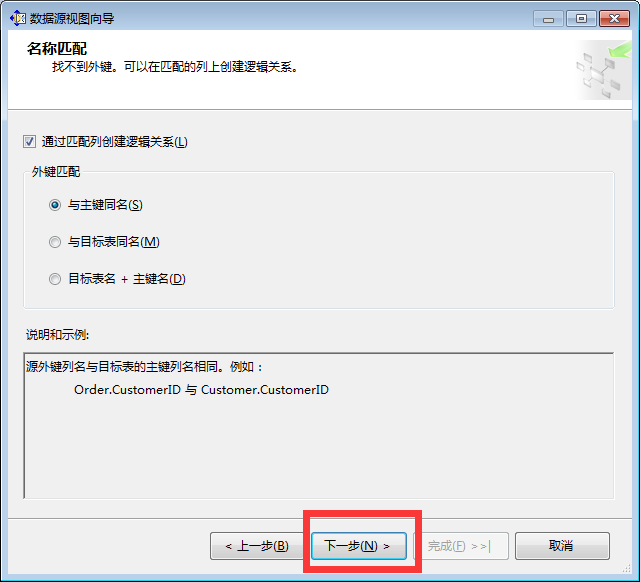 数据源视图向导
名称匹配
找不到外键。可以在匹配的列上创建逻辑关系。
通过匹配列创建逻辑关系(L)
外键匹配
与主键同名(S)
与目标表同名(M)
目标表名 + 主键名(D)
说明和示例:
源外键列名与目标表的主键列名相同。例如：
Order.CustomerID 与 Customer.CustomerID
< 上一步(B) 下一步(N) > 完成(F) >>| 取消